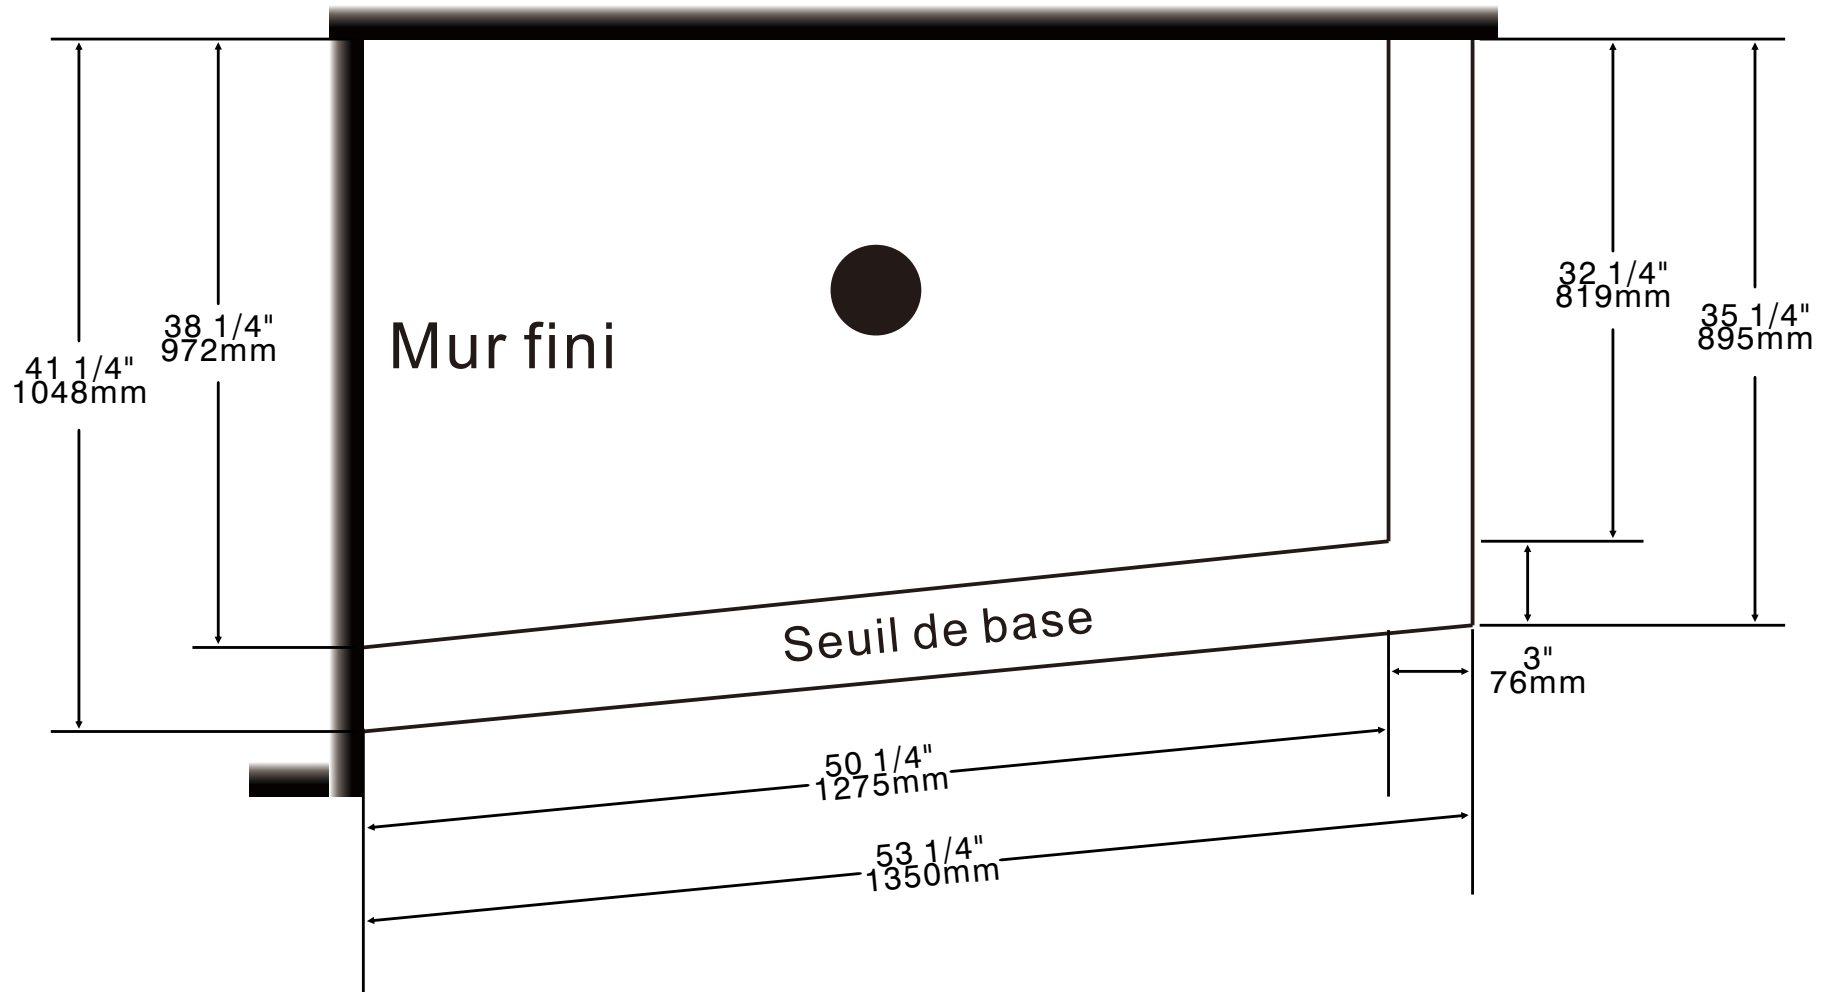 32 1/4"
819mm
35 1/4"
895mm
38 1/4"
972mm
41 1/4"
1048mm
Mur fini
Seuil de base
3"
76mm
50 1/4"
1275mm
53 1/4"
1350mm